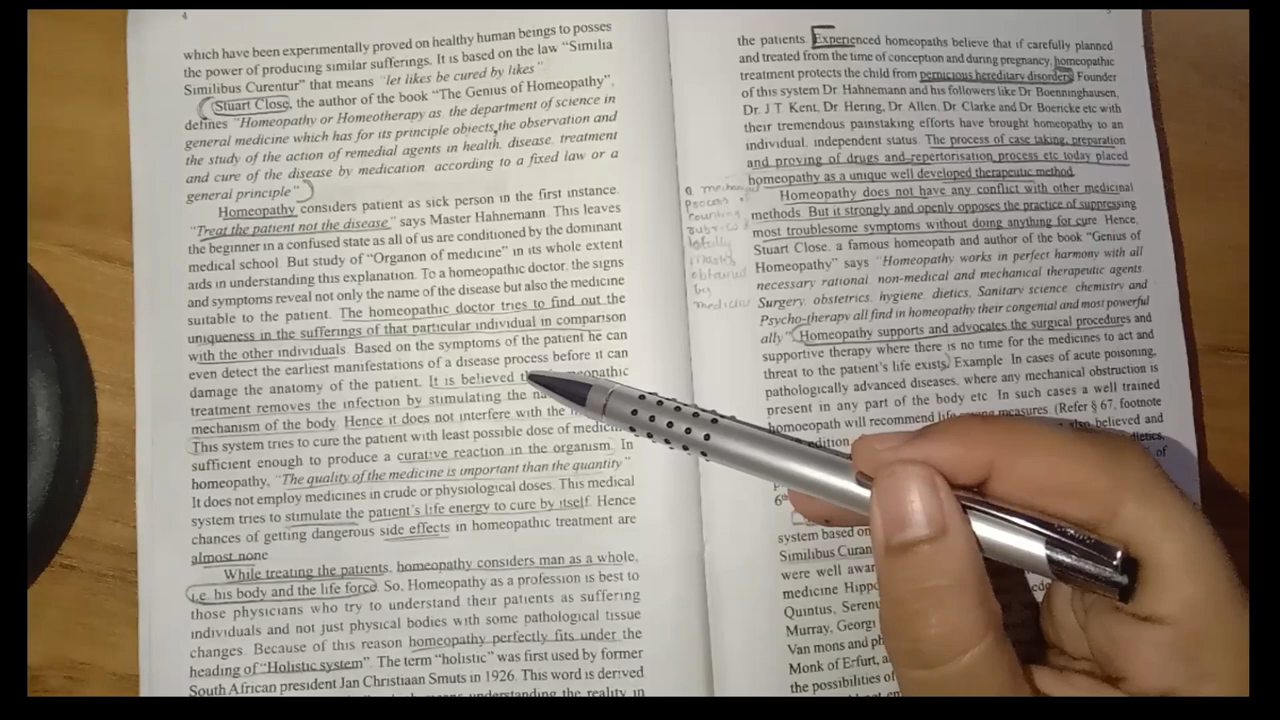 4
which have been experimentally proved on healthy human beings to posses
the power of producing similar sufferings. It is based on the law “Similia
Similibus Curentur” that means “let likes be cured by likes”
Stuart Close, the author of the book “The Genius of Homeopathy”,
defines “Homeopathy or Homeotherapy as the department of science in
general medicine which has for its principle objects, the observation and
the study of the action of remedial agents in health, disease, treatment
and cure of the disease by medication according to a fixed law or a
general principle”
Homeopathy considers patient as sick person in the first instance.
“Treat the patient not the disease” says Master Hahnemann. This leaves
the beginner in a confused state as all of us are conditioned by the dominant
medical school. But study of “Organon of medicine” in its whole extent
aids in understanding this explanation. To a homeopathic doctor, the signs
and symptoms reveal not only the name of the disease but also the medicine
suitable to the patient. The homeopathic doctor tries to find out the
uniqueness in the sufferings of that particular individual in comparison
with the other individuals. Based on the symptoms of the patient he can
even detect the earliest manifestations of a disease process before it can
damage the anatomy of the patient. It is believed
treatment removes the infection by stimulating the
mechanism of the body. Hence it does not interfere with the
This system tries to cure the patient with least possible dose of
sufficient enough to produce a curative reaction in the organism. In
homeopathy, “The quality of the medicine is important than the quantity”
It does not employ medicines in crude or physiological doses. This medical
system tries to stimulate the patient's life energy to cure by itself. Hence
chances of getting dangerous side effects in homeopathic treatment are
almost none
While treating the patients, homeopathy considers man as a whole,
i.e. his body and the life force. So, Homeopathy as a profession is best to
those physicians who try to understand their patients as suffering
individuals and not just physical bodies with some pathological tissue
changes. Because of this reason homeopathy perfectly fits under the
heading of “Holistic system”. The term “holistic” was first used by former
South African president Jan Christiaan Smuts in 1926. This word is derived
understanding the reality in
the patients. Experienced homeopaths believe that if carefully planned
and treated from the time of conception and during pregnancy, homeopathic
treatment protects the child from pernicious hereditary disorders. Founder
of this system Dr Hahnemann and his followers like Dr Boenninghausen,
Dr. J T. Kent, Dr Hering, Dr Allen, Dr Clarke and Dr Boericke etc with
their tremendous painstaking efforts have brought homeopathy to an
individual, independent status. The process of case taking, preparation
and proving of drugs and repertorisation process etc today placed
homeopathy as a unique well developed therapeutic method.
Homeopathy does not have any conflict with other medicinal
methods. But it strongly and openly opposes the practice of suppressing
most troublesome symptoms without doing anything for cure. Hence,
Stuart Close, a famous homeopath and author of the book “Genius of
Homeopathy” says “Homeopathy works in perfect harmony with all
necessary rational, non-medical and mechanical therapeutic agents.
Surgery, obstetrics, hygiene, dietics, Sanitary science, chemistry and
Psycho-therapy all find in homeopathy their congenial and most powerful
ally” Homeopathy supports and advocates the surgical procedures and
supportive therapy where there is no time for the medicines to act and
threat to the patient's life exists. Example. In cases of acute poisoning,
pathologically advanced diseases, where any mechanical obstruction is
present in any part of the body etc. In such cases a well trained
homoeopath will recommend measures. (Refer § 67, footnote
edition believed and
of
system based on
Similibus Curan
were well awar
medicine Hippo
Quintus, Serenu
Murray, Georgi
Van mons and ph
Monk of Erfurt, a
the possibilities of
a
process of
counting
totally
obtained
by
medicine